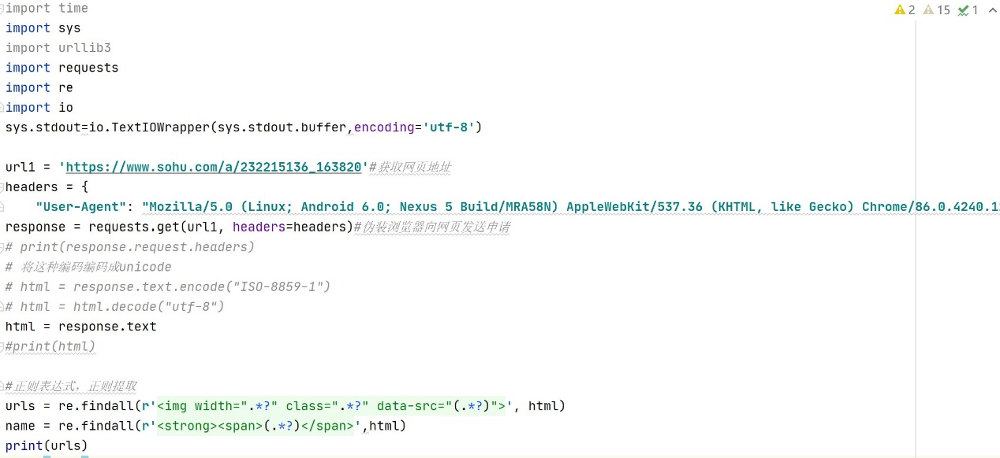 import time
2 15 1
import sys
import urllib3
import requests
import re
import io
sys.stdout=io.TextIOWrapper(sys.stdout.buffer,encoding='utf-8')
url1 = 'https://www.sohu.com/a/232215136_163820'#获取网页地址
headers = {
    "User-Agent": "Mozilla/5.0 (Linux; Android 6.0; Nexus 5 Build/MRA58N) AppleWebKit/537.36 (KHTML, like Gecko) Chrome/86.0.4240.1
response = requests.get(url1, headers=headers)#伪装浏览器向网页发送申请
# print(response.request.headers)
# 将这种编码编码成unicode
# html = response.text.encode("ISO-8859-1")
# html = html.decode("utf-8")
html = response.text
#print(html)
#正则表达式，正则提取
urls = re.findall(r'<img width=".*?" class=".*?" data-src="(.*?)">', html)
name = re.findall(r'<strong><span>(.*?)</span>',html)
print(urls)